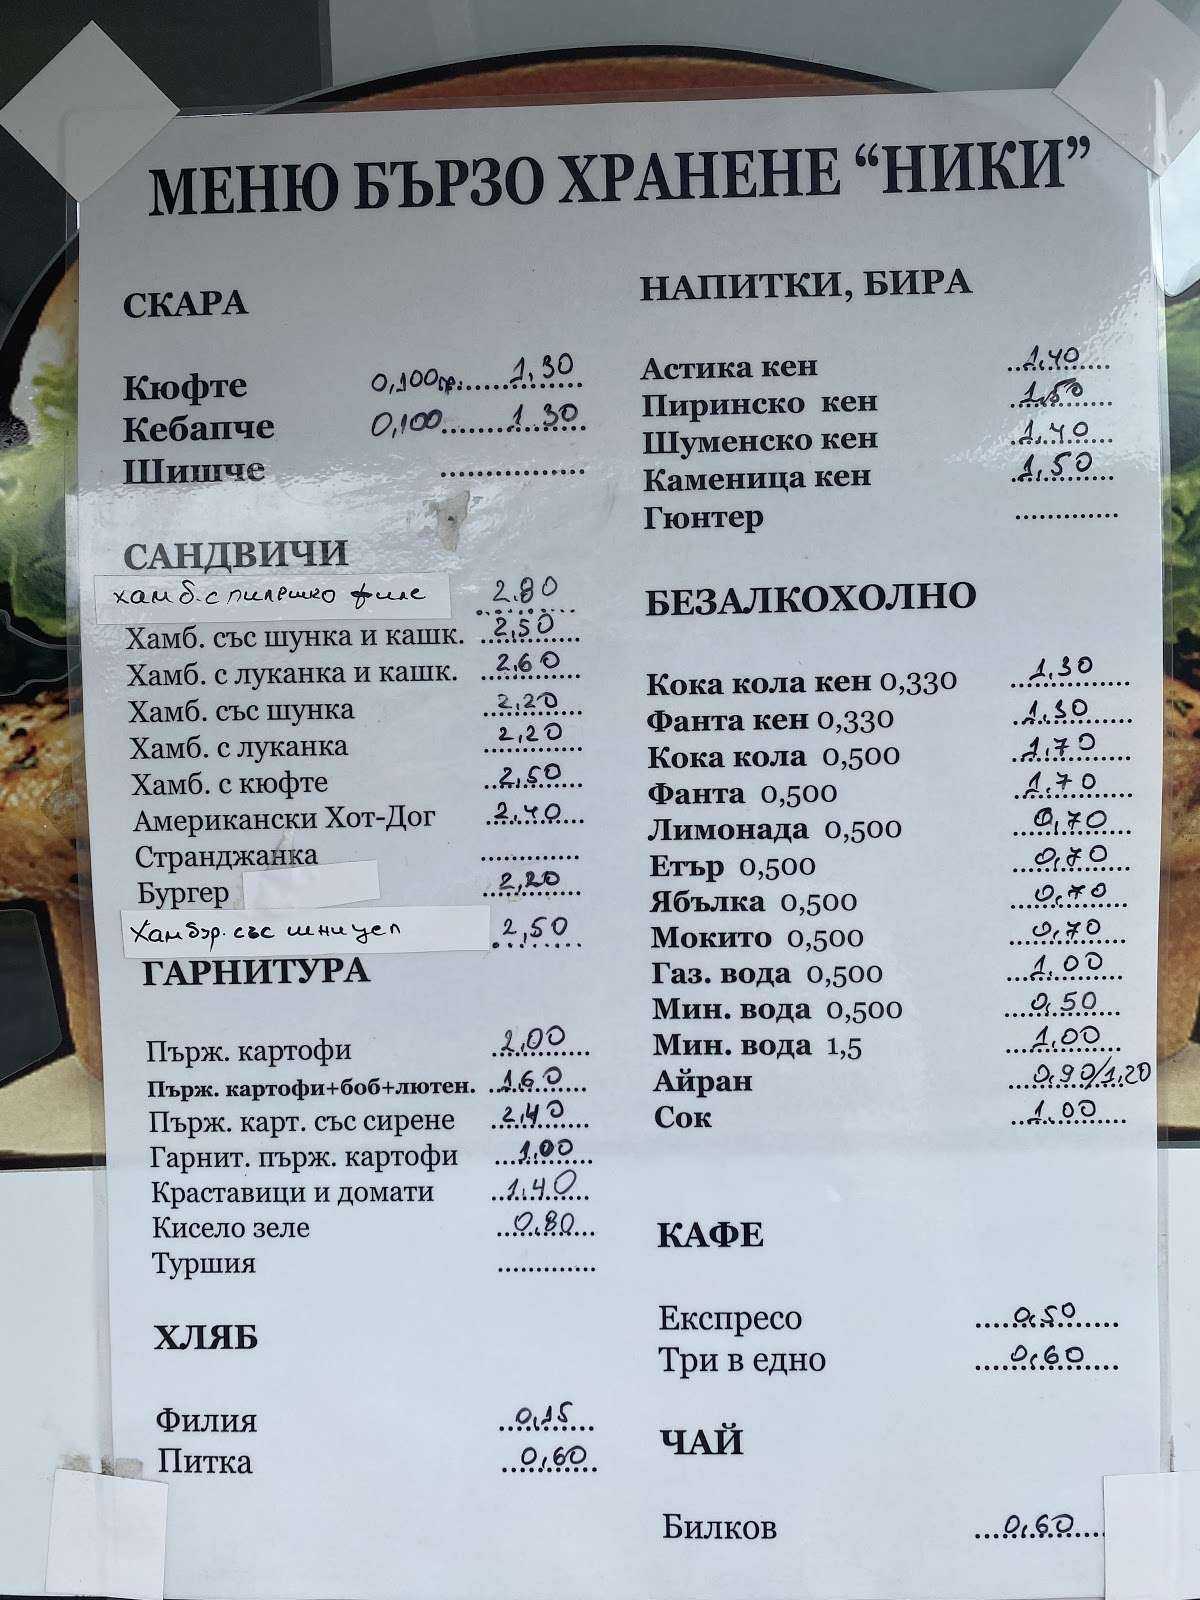 МЕНЮ БЪРЗО ХРАНЕНЕ “НИКИ”
СКАРА
Кюфте 0,100гр. 1,30
Кебапче 0,100 1.30
Шишче
САНДВИЧИ
хамб. с пилешко филе 2.80
Хамб. със шунка и кашк. 2,50
Хамб. с луканка и кашк. 2,60
Хамб. със шунка 2,20
Хамб. с луканка 2,20
Хамб. с кюфте 2,50
Американски Хот-Дог 2,40
Странджанка
Бургер 2,20
Хамбър. със шницел 2,50
ГАРНИТУРА
Пърж. картофи 2,00
Пърж. картофи+боб+лютен. 1,60
Пърж. карт. със сирене 2,40
Гарнит. пърж. картофи 1,00
Краставици и домати 1,40
Кисело зеле 0,80
Туршия
ХЛЯБ
Филия 0,15
Питка 0,60
НАПИТКИ, БИРА
Астика кен 1,40
Пиринско кен 1,50
Шуменско кен 1,40
Каменица кен 1,50
Гюнтер
БЕЗАЛКОХОЛНО
Кока кола кен 0,330 1,30
Фанта кен 0,330 1,30
Кока кола 0,500 1,70
Фанта 0,500 1,70
Лимонада 0,500 0,70
Етър 0,500 0,70
Ябълка 0,500 0,70
Мокито 0,500 0,70
Газ. вода 0,500 1,00
Мин. вода 0,500 0,50
Мин. вода 1,5 1,00
Айран 0,90/1,20
Сок 1,00
КАФЕ
Експресо 0,50
Три в едно 0,60
ЧАЙ
Билков 0,60